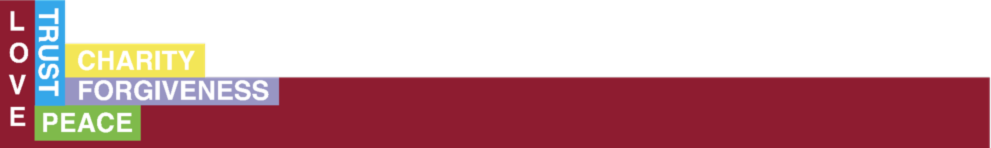 LOVE
TRUST
CHARITY
FORGIVENESS
PEACE